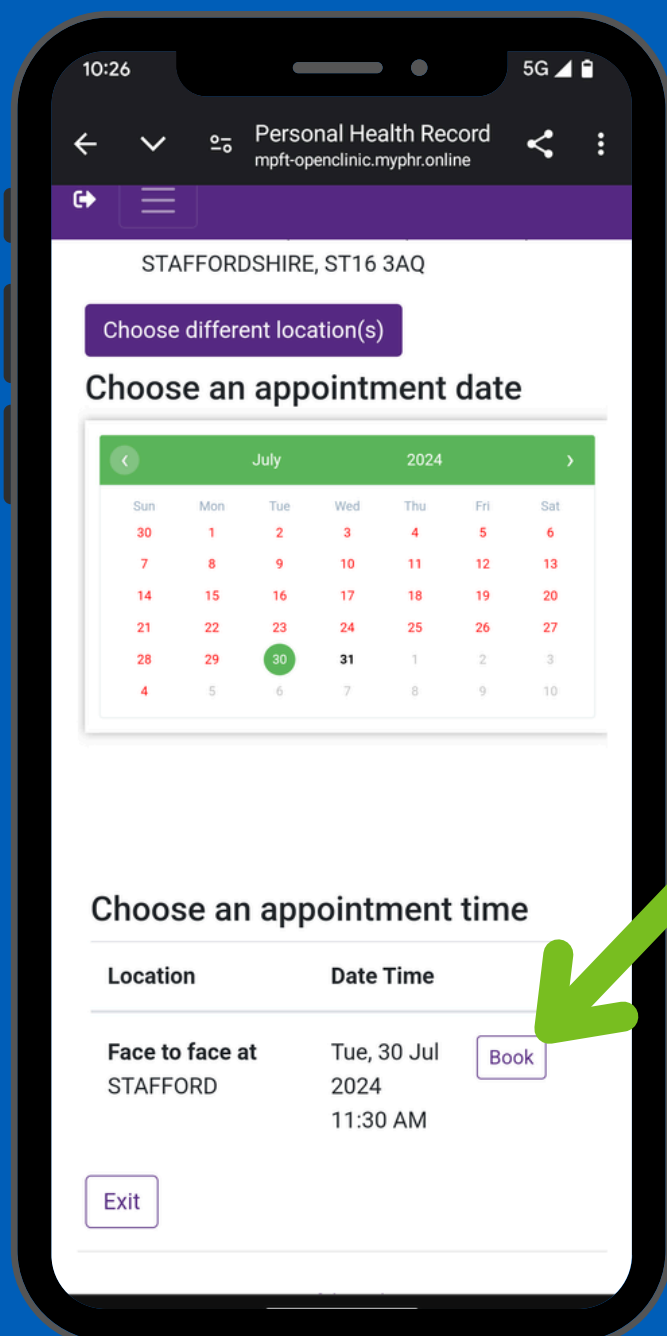 10:26 5G
Personal Health Record
mpft-openclinic.myphr.online
STAFFORDSHIRE, ST16 3AQ
Choose different location(s)
Choose an appointment date
July 2024
Sun Mon Tue Wed Thu Fri Sat
30 1 2 3 4 5 6
7 8 9 10 11 12 13
14 15 16 17 18 19 20
21 22 23 24 25 26 27
28 29 30 31 1 2 3
4 5 6 7 8 9 10
Choose an appointment time
Location Date Time
Face to face at Tue, 30 Jul Book
STAFFORD 2024
11:30 AM
Exit